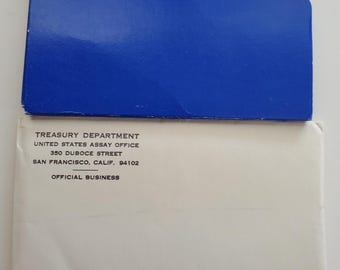 TREASURY DEPARTMENT
UNITED STATES ASSAY OFFICE
350 DUBOCE STREET
SAN FRANCISCO, CALIF. 94102
OFFICIAL BUSINESS